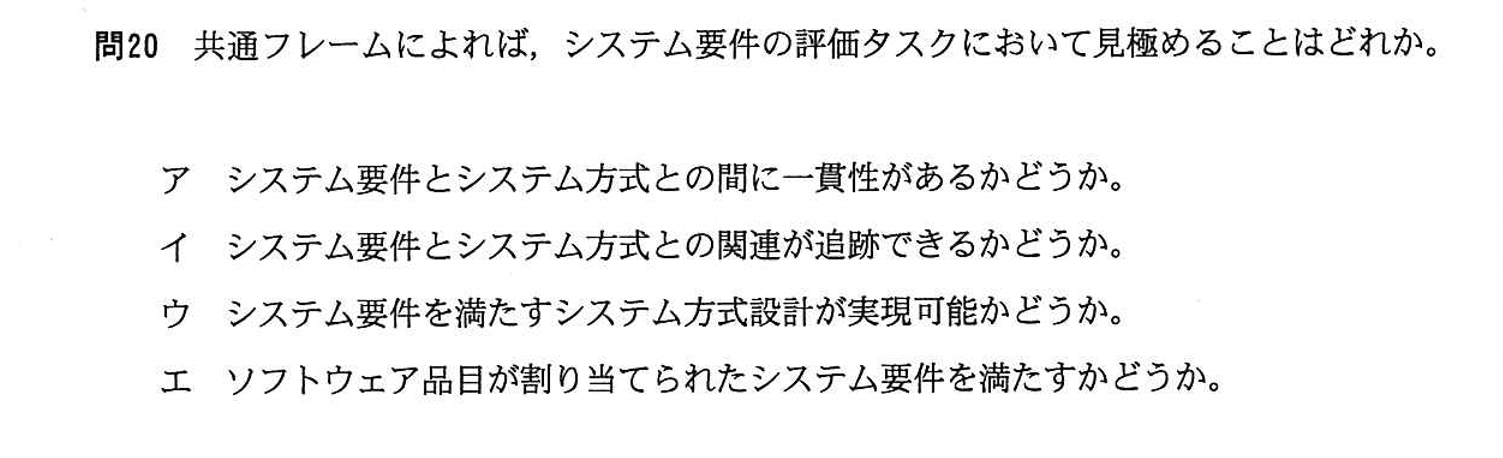 問20　共通フレームによれば，システム要件の評価タスクにおいて見極めることはどれか。
ア　システム要件とシステム方式との間に一貫性があるかどうか。
イ　システム要件とシステム方式との関連が追跡できるかどうか。
ウ　システム要件を満たすシステム方式設計が実現可能かどうか。
エ　ソフトウェア品目が割り当てられたシステム要件を満たすかどうか。